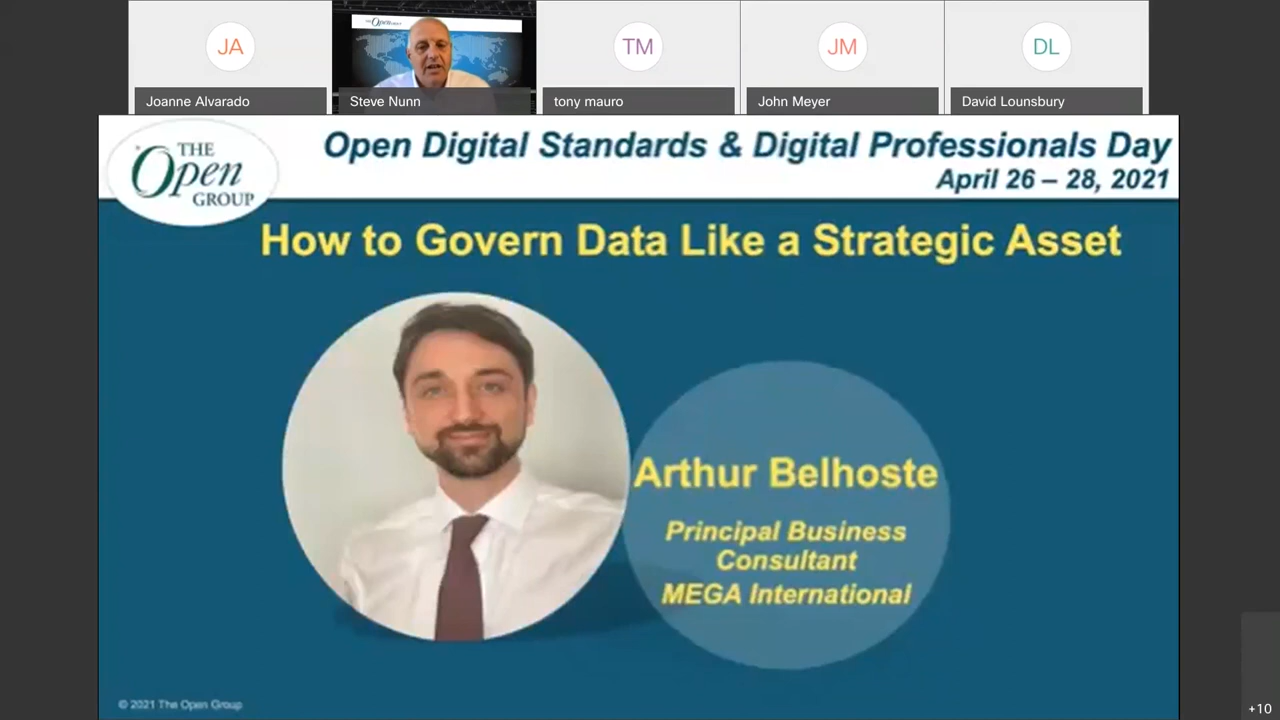 JA
TM
JM
DL
Joanne Alvarado
Steve Nunn
tony mauro
John Meyer
David Lounsbury
THE
Open
GROUP
Open Digital Standards & Digital Professionals Day
April 26 – 28, 2021
How to Govern Data Like a Strategic Asset
Arthur Belhoste
Principal Business
Consultant
MEGA International
© 2021 The Open Group
+10